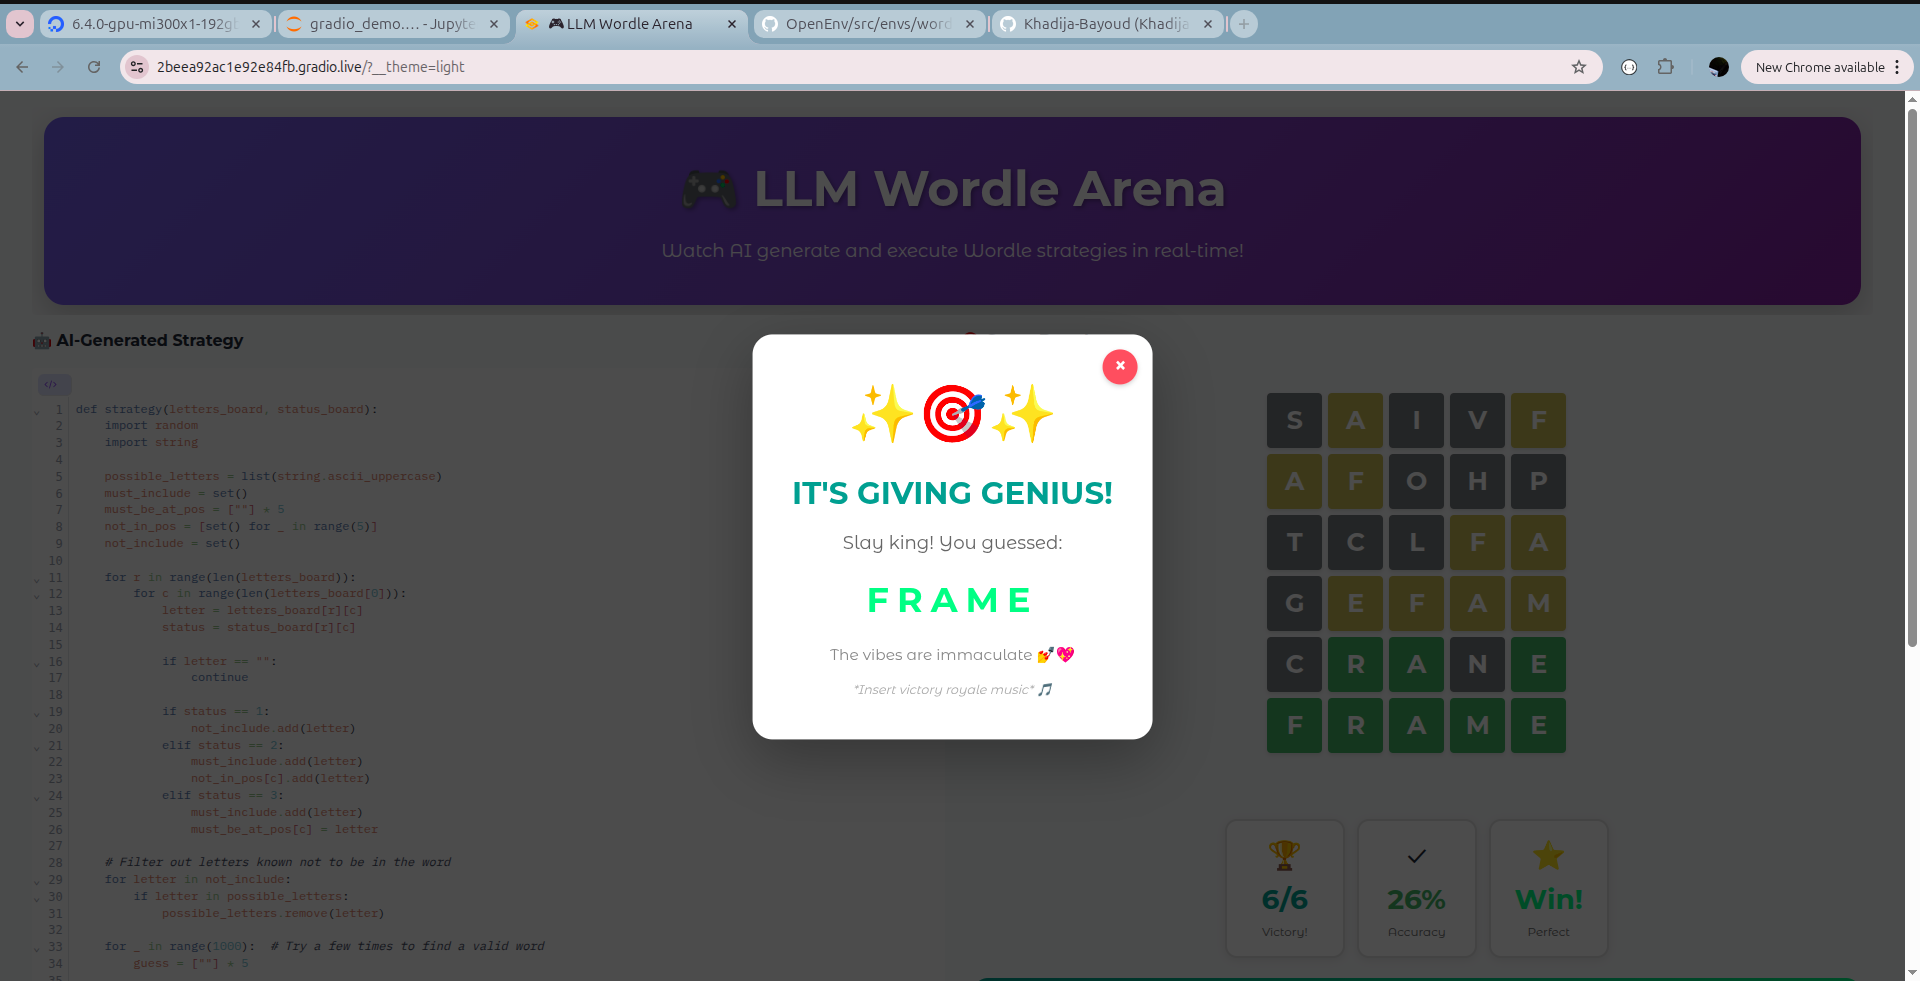 6.4.0-gpu-mi300x1-192gb
gradio_demo.... - Jupyte
🎮 LLM Wordle Arena
OpenEnv/src/envs/word
Khadija-Bayoud (Khadija
2beea92ac1e92e84fb.gradio.live/?__theme=light
New Chrome available
🎮 LLM Wordle Arena
Watch AI generate and execute Wordle strategies in real-time!
🤖 AI-Generated Strategy
</>
1 def strategy(letters_board, status_board):
2 import random
3 import string
4
5 possible_letters = list(string.ascii_uppercase)
6 must_include = set()
7 must_be_at_pos = [""] * 5
8 not_in_pos = [set() for _ in range(5)]
9 not_include = set()
10
11 for r in range(len(letters_board)):
12 for c in range(len(letters_board[0])):
13 letter = letters_board[r][c]
14 status = status_board[r][c]
15
16 if letter == "":
17 continue
18
19 if status == 1:
20 not_include.add(letter)
21 elif status == 2:
22 must_include.add(letter)
23 not_in_pos[c].add(letter)
24 elif status == 3:
25 must_include.add(letter)
26 must_be_at_pos[c] = letter
27
28 # Filter out letters known not to be in the word
29 for letter in not_include:
30 if letter in possible_letters:
31 possible_letters.remove(letter)
32
33 for _ in range(1000): # Try a few times to find a valid word
34 guess = [""] * 5
✨🎯✨
IT'S GIVING GENIUS!
Slay king! You guessed:
FRAME
The vibes are immaculate 💅💖
*Insert victory royale music* 🎵
S A I V F
A F O H P
T C L F A
G E F A M
C R A N E
F R A M E
6/6
Victory!
26%
Accuracy
Win!
Perfect